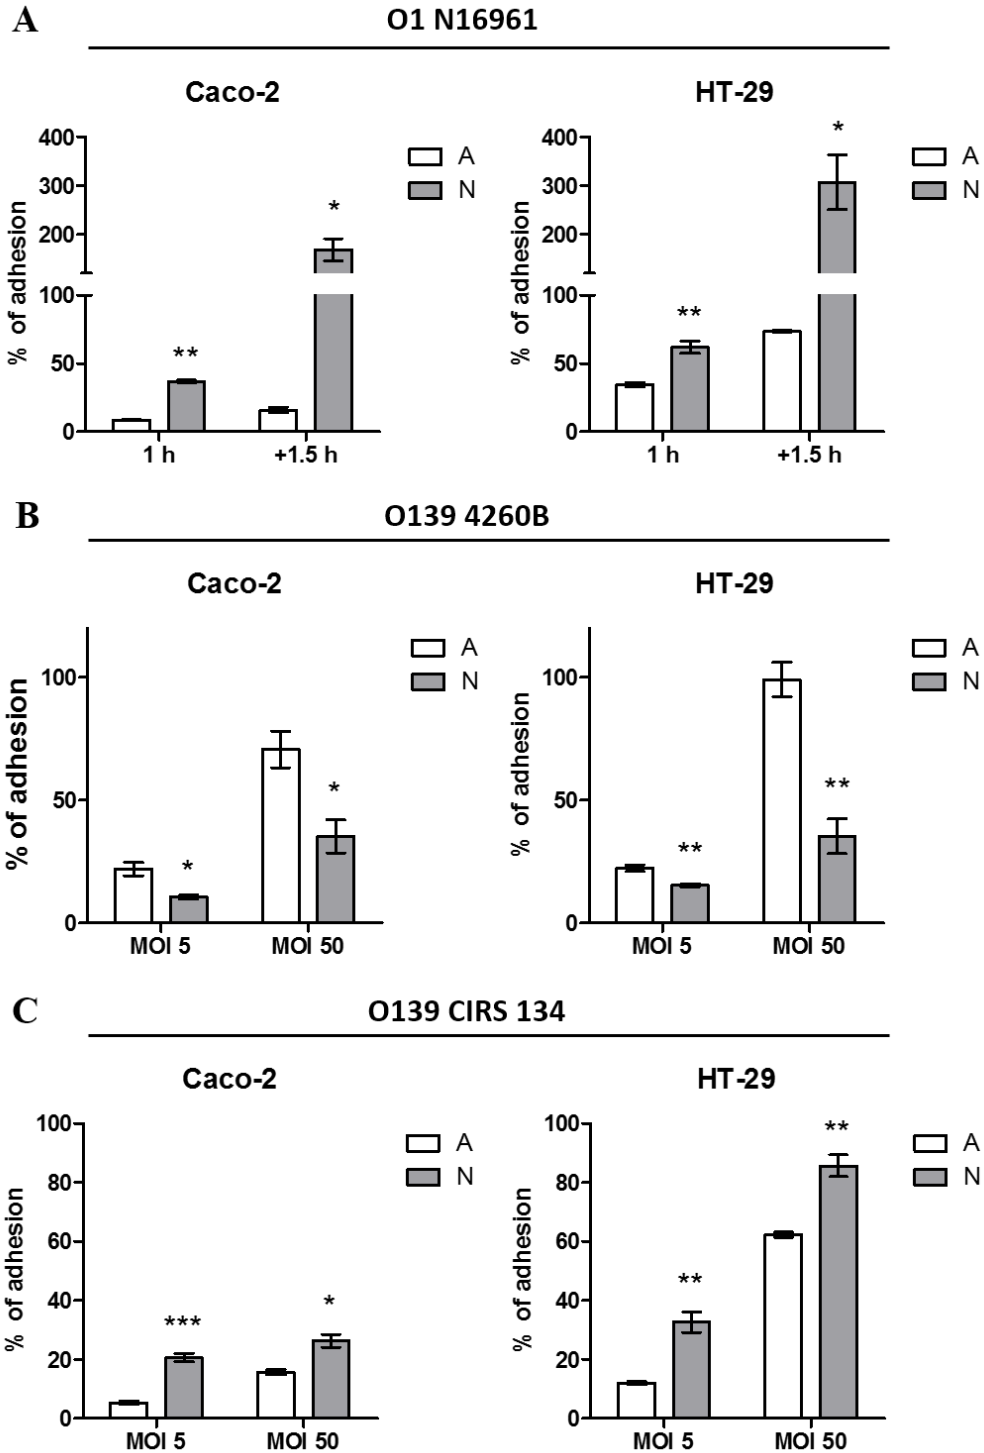 A
O1 N16961
Caco-2
HT-29
% of adhesion
400
300
200
100
50
0
**
*
1 h
+1.5 h
A
N
% of adhesion
400
300
200
100
50
0
**
*
1 h
+1.5 h
A
N
B
O139 4260B
Caco-2
HT-29
% of adhesion
100
50
0
*
*
MOI 5
MOI 50
A
N
% of adhesion
100
50
0
**
**
MOI 5
MOI 50
A
N
C
O139 CIRS 134
Caco-2
HT-29
% of adhesion
100
80
60
40
20
0
***
*
MOI 5
MOI 50
A
N
% of adhesion
100
80
60
40
20
0
**
**
MOI 5
MOI 50
A
N